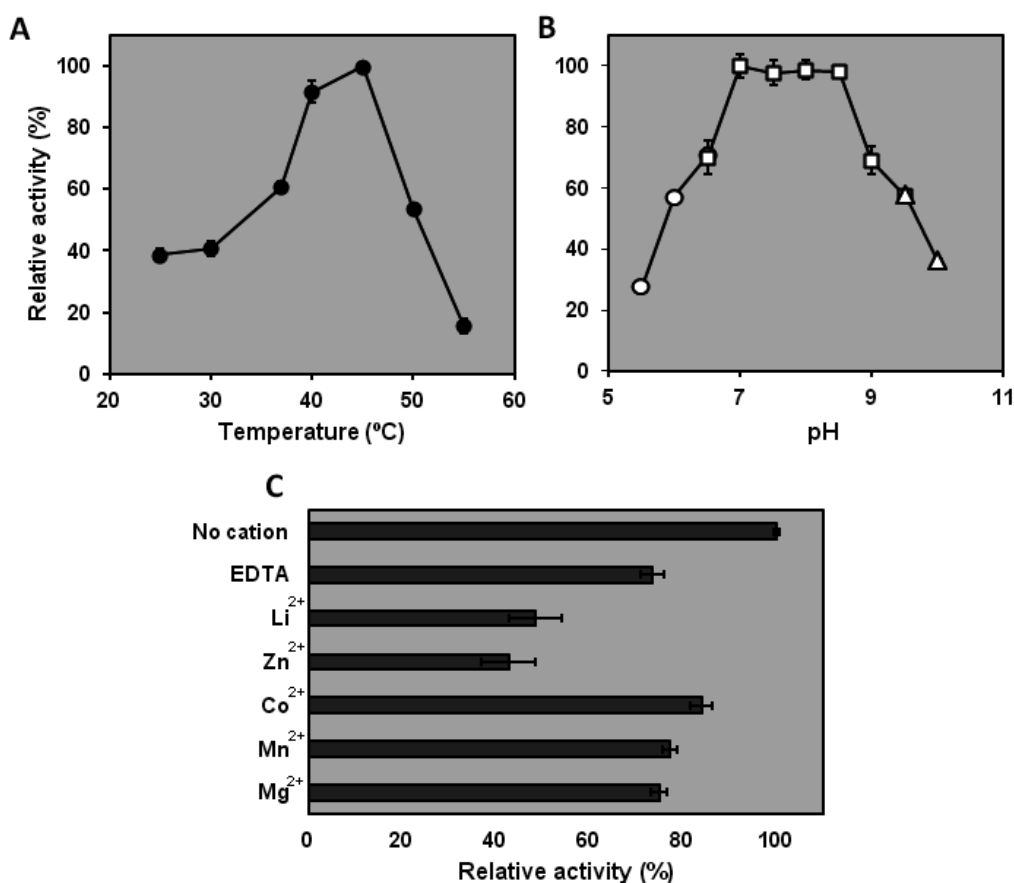 A
Relative activity (%)
100
80
60
40
20
0
20 30 40 50 60
Temperature (ºC)
B
100
80
60
40
20
0
5 7 9 11
pH
C
No cation
EDTA
Li2+
Zn2+
Co2+
Mn2+
Mg2+
0 20 40 60 80 100
Relative activity (%)